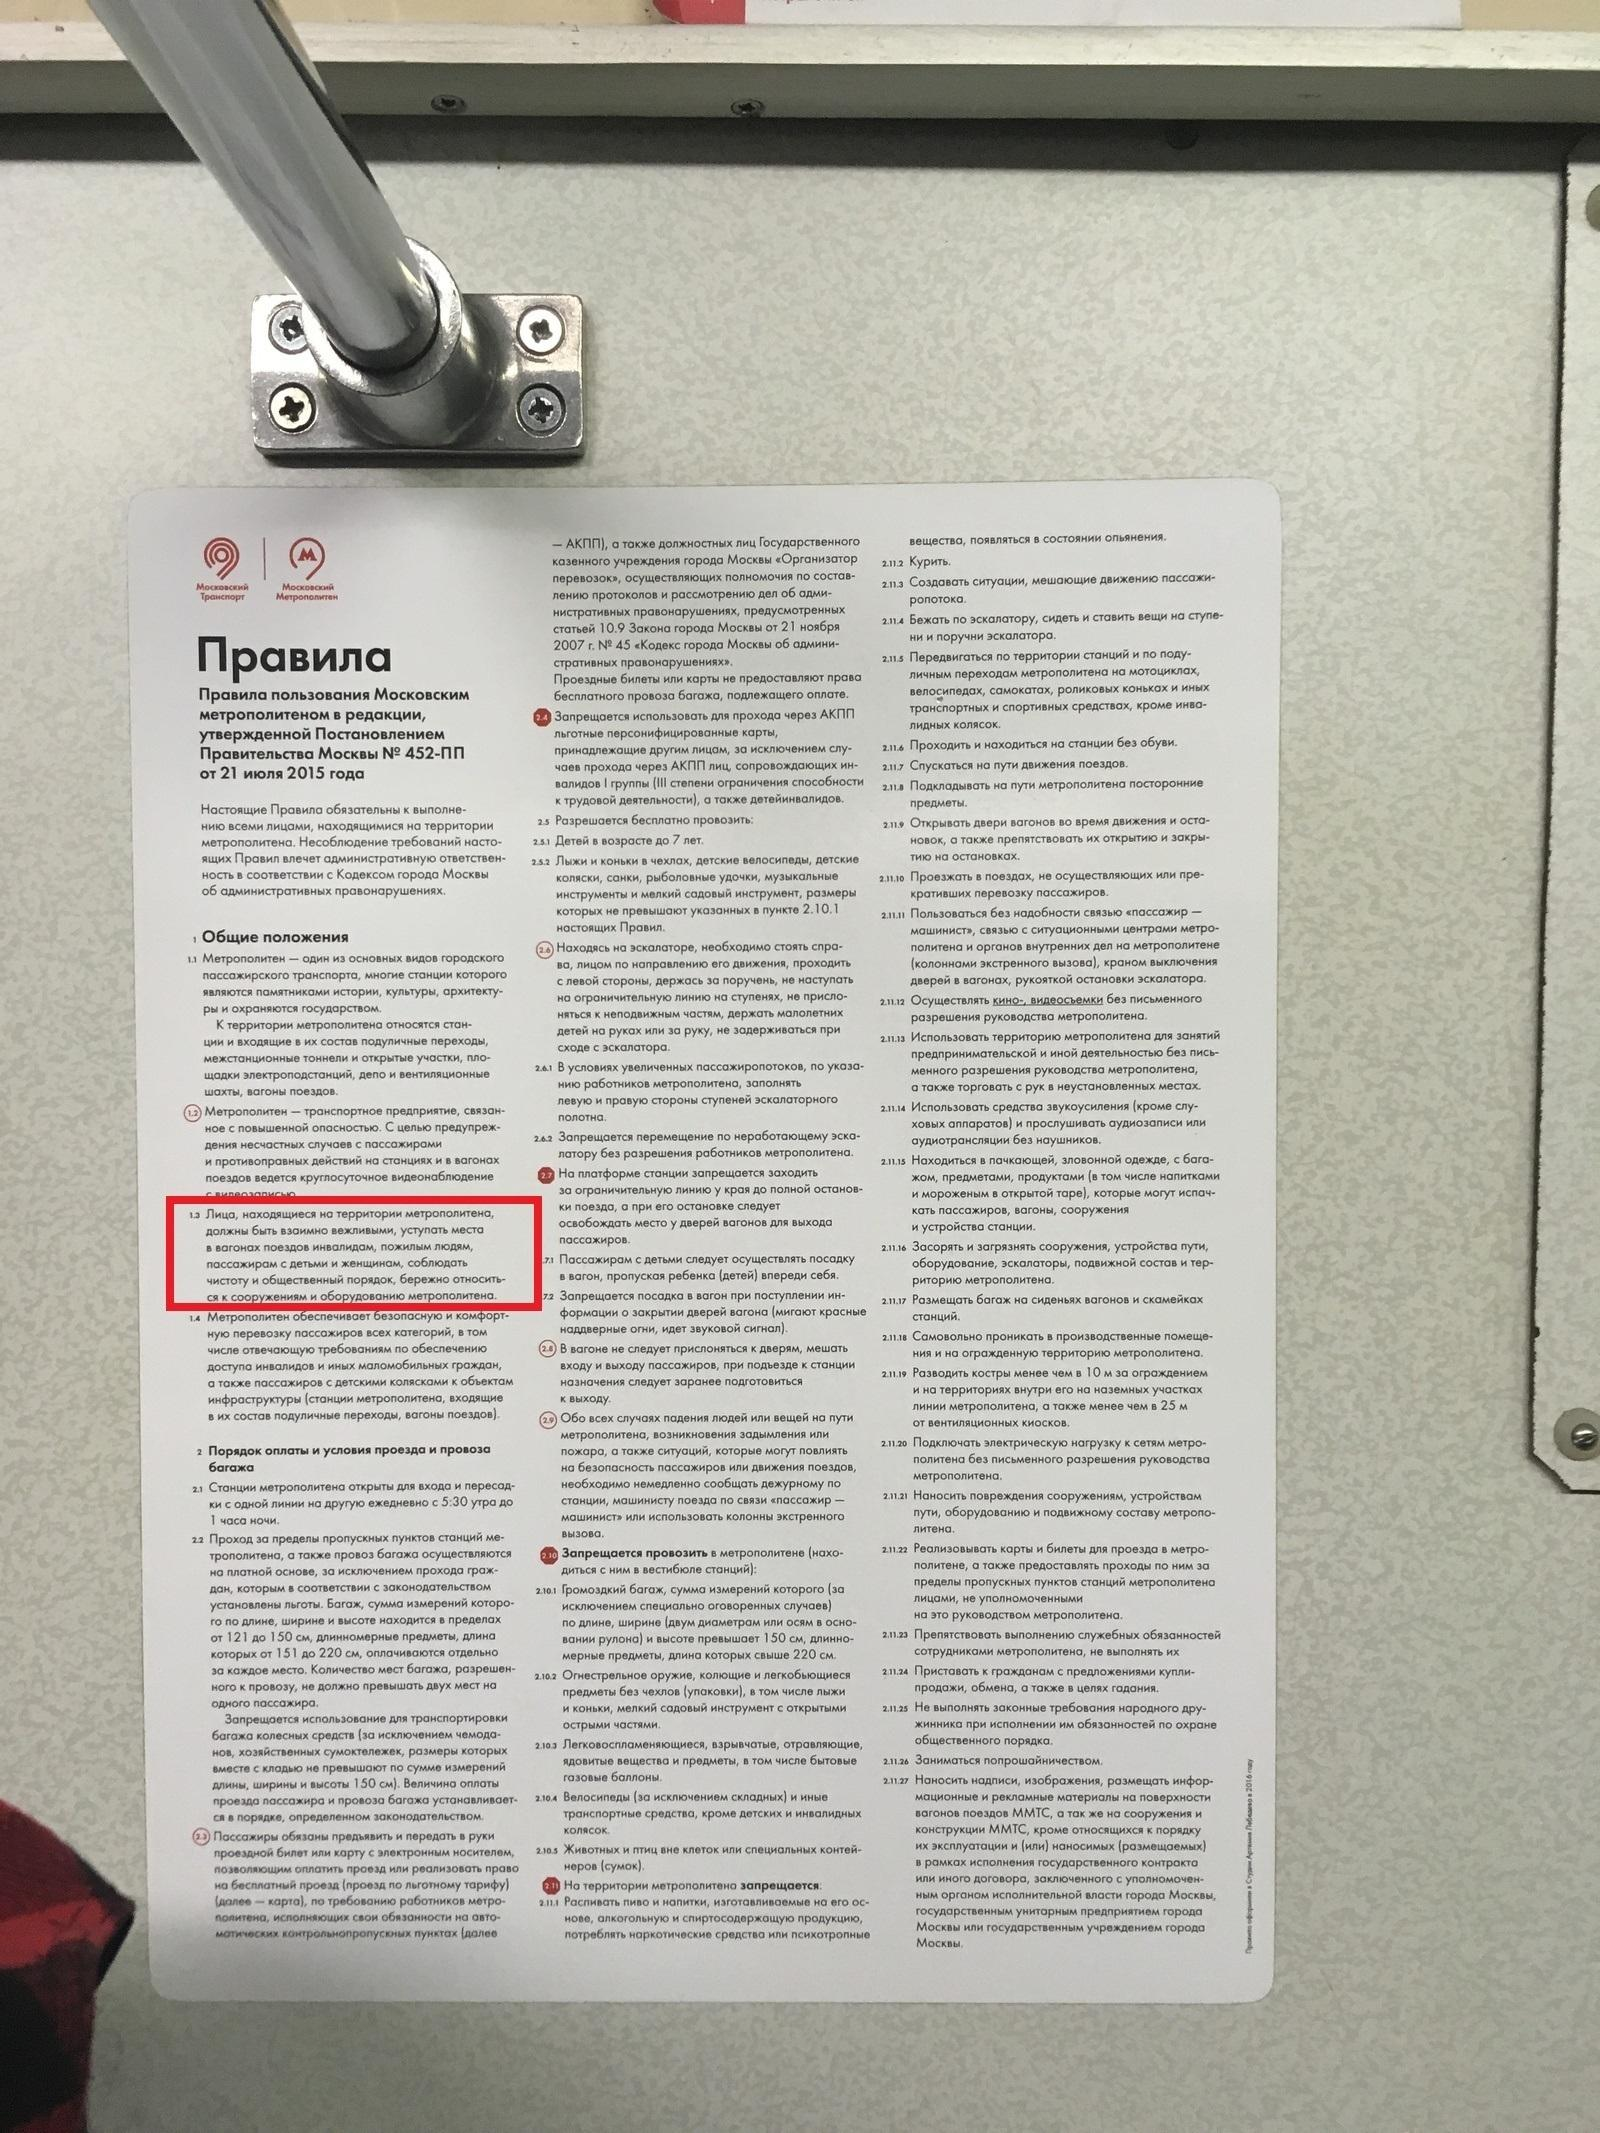 Московский
Транспорт
Московский
Метрополитен
Правила
Правила пользования Московским
метрополитеном в редакции,
утвержденной Постановлением
Правительства Москвы № 452-ПП
от 21 июля 2015 года
Настоящие Правила обязательны к выполне-
нию всеми лицами, находящимися на территории
метрополитена. Несоблюдение требований насто-
ящих Правил влечет административную ответствен-
ность в соответствии с Кодексом города Москвы
об административных правонарушениях.
1 Общие положения
1.1 Метрополитен — один из основных видов городского
пассажирского транспорта, многие станции которого
являются памятниками истории, культуры, архитекту-
ры и охраняются государством.
К территории метрополитена относятся стан-
ции и входящие в их состав подуличные переходы,
межстанционные тоннели и открытые участки, пло-
щадки электроподстанций, депо и вентиляционные
шахты, вагоны поездов.
1.2 Метрополитен — транспортное предприятие, связан-
ное с повышенной опасностью. С целью предупреж-
дения несчастных случаев с пассажирами
и противоправных действий на станциях и в вагонах
поездов ведется круглосуточное видеонаблюдение
с видеозаписью.
1.3 Лица, находящиеся на территории метрополитена,
должны быть взаимно вежливыми, уступать места
в вагонах поездов инвалидам, пожилым людям,
пассажирам с детьми и женщинам, соблюдать
чистоту и общественный порядок, бережно относить-
ся к сооружениям и оборудованию метрополитена.
1.4 Метрополитен обеспечивает безопасную и комфорт-
ную перевозку пассажиров всех категорий, в том
числе отвечающую требованиям по обеспечению
доступа инвалидов и иных маломобильных граждан,
а также пассажиров с детскими колясками к объектам
инфраструктуры (станции метрополитена, входящие
в их состав подуличные переходы, вагоны поездов).
2 Порядок оплаты и условия проезда и провоза
багажа
2.1 Станции метрополитена открыты для входа и пересад-
ки с одной линии на другую ежедневно с 5:30 утра до
1 часа ночи.
2.2 Проход за пределы пропускных пунктов станций ме-
трополитена, а также провоз багажа осуществляются
на платной основе, за исключением прохода граж-
дан, которым в соответствии с законодательством
установлены льготы. Багаж, сумма измерений которо-
го по длине, ширине и высоте находится в пределах
от 121 до 150 см, длинномерные предметы, длина
которых от 151 до 220 см, оплачиваются отдельно
за каждое место. Количество мест багажа, разрешен-
ного к провозу, не должно превышать двух мест на
одного пассажира.
Запрещается использование для транспортировки
багажа колесных средств (за исключением чемода-
нов, хозяйственных сумоктележек, размеры которых
вместе с кладью не превышают по сумме измерений
длины, ширины и высоты 150 см). Величина оплаты
проезда пассажира и провоза багажа устанавливает-
ся в порядке, определенном законодательством.
2.3 Пассажиры обязаны предъявить и передать в руки
проездной билет или карту с электронным носителем,
позволяющим оплатить проезд или реализовать право
на бесплатный проезд (проезд по льготному тарифу)
(далее — карта), по требованию работников метро-
политена, исполняющих свои обязанности на авто-
матических контрольнопропускных пунктах (далее
— АКПП), а также должностных лиц Государственного
казенного учреждения города Москвы «Организатор
перевозок», осуществляющих полномочия по состав-
лению протоколов и рассмотрению дел об адми-
нистративных правонарушениях, предусмотренных
статьей 10.9 Закона города Москвы от 21 ноября
2007 г. № 45 «Кодекс города Москвы об админи-
стративных правонарушениях».
Проездные билеты или карты не предоставляют права
бесплатного провоза багажа, подлежащего оплате.
2.4 Запрещается использовать для прохода через АКПП
льготные персонифицированные карты,
принадлежащие другим лицам, за исключением слу-
чаев прохода через АКПП лиц, сопровождающих ин-
валидов I группы (III степени ограничения способности
к трудовой деятельности), а также детейинвалидов.
2.5 Разрешается бесплатно провозить:
2.5.1 Детей в возрасте до 7 лет.
2.5.2 Лыжи и коньки в чехлах, детские велосипеды, детские
коляски, санки, рыболовные удочки, музыкальные
инструменты и мелкий садовый инструмент, размеры
которых не превышают указанных в пункте 2.10.1
настоящих Правил.
2.6 Находясь на эскалаторе, необходимо стоять спра-
ва, лицом по направлению его движения, проходить
с левой стороны, держась за поручень, не наступать
на ограничительную линию на ступенях, не присло-
няться к неподвижным частям, держать малолетних
детей на руках или за руку, не задерживаться при
сходе с эскалатора.
2.6.1 В условиях увеличенных пассажиропотоков, по указа-
нию работников метрополитена, заполнять
левую и правую стороны ступеней эскалаторного
полотна.
2.6.2 Запрещается перемещение по неработающему эска-
латору без разрешения работников метрополитена.
2.7 На платформе станции запрещается заходить
за ограничительную линию у края до полной останов-
ки поезда, а при его остановке следует
освобождать место у дверей вагонов для выхода
пассажиров.
.7.1 Пассажирам с детьми следует осуществлять посадку
в вагон, пропуская ребенка (детей) впереди себя.
.7.2 Запрещается посадка в вагон при поступлении ин-
формации о закрытии дверей вагона (мигают красные
наддверные огни, идет звуковой сигнал).
2.8 В вагоне не следует прислоняться к дверям, мешать
входу и выходу пассажиров, при подъезде к станции
назначения следует заранее подготовиться
к выходу.
2.9 Обо всех случаях падения людей или вещей на пути
метрополитена, возникновения задымления или
пожара, а также ситуаций, которые могут повлиять
на безопасность пассажиров или движения поездов,
необходимо немедленно сообщать дежурному по
станции, машинисту поезда по связи «пассажир —
машинист» или использовать колонны экстренного
вызова.
2.10 Запрещается провозить в метрополитене (нахо-
диться с ним в вестибюле станций):
2.10.1 Громоздкий багаж, сумма измерений которого (за
исключением специально оговоренных случаев)
по длине, ширине (двум диаметрам или осям в осно-
вании рулона) и высоте превышает 150 см, длинно-
мерные предметы, длина которых свыше 220 см.
2.10.2 Огнестрельное оружие, колющие и легкобьющиеся
предметы без чехлов (упаковки), в том числе лыжи
и коньки, мелкий садовый инструмент с открытыми
острыми частями.
2.10.3 Легковоспламеняющиеся, взрывчатые, отравляющие,
ядовитые вещества и предметы, в том числе бытовые
газовые баллоны.
2.10.4 Велосипеды (за исключением складных) и иные
транспортные средства, кроме детских и инвалидных
колясок.
2.10.5 Животных и птиц вне клеток или специальных контей-
неров (сумок).
2.11 На территории метрополитена запрещается:
2.11.1 Распивать пиво и напитки, изготавливаемые на его ос-
нове, алкогольную и спиртосодержащую продукцию,
потреблять наркотические средства или психотропные
вещества, появляться в состоянии опьянения.
2.11.2 Курить.
2.11.3 Создавать ситуации, мешающие движению пассажи-
ропотока.
2.11.4 Бежать по эскалатору, сидеть и ставить вещи на ступе-
ни и поручни эскалатора.
2.11.5 Передвигаться по территории станций и по поду-
личным переходам метрополитена на мотоциклах,
велосипедах, самокатах, роликовых коньках и иных
транспортных и спортивных средствах, кроме инва-
лидных колясок.
2.11.6 Проходить и находиться на станции без обуви.
2.11.7 Спускаться на пути движения поездов.
2.11.8 Подкладывать на пути метрополитена посторонние
предметы.
2.11.9 Открывать двери вагонов во время движения и оста-
новок, а также препятствовать их открытию и закры-
тию на остановках.
2.11.10 Проезжать в поездах, не осуществляющих или пре-
кративших перевозку пассажиров.
2.11.11 Пользоваться без надобности связью «пассажир —
машинист», связью с ситуационными центрами метро-
политена и органов внутренних дел на метрополитене
(колоннами экстренного вызова), краном выключения
дверей в вагонах, рукояткой остановки эскалатора.
2.11.12 Осуществлять кино-, видеосъемки без письменного
разрешения руководства метрополитена.
2.11.13 Использовать территорию метрополитена для занятий
предпринимательской и иной деятельностью без пись-
менного разрешения руководства метрополитена,
а также торговать с рук в неустановленных местах.
2.11.14 Использовать средства звукоусиления (кроме слу-
ховых аппаратов) и прослушивать аудиозаписи или
аудиотрансляции без наушников.
2.11.15 Находиться в пачкающей, зловонной одежде, с бага-
жом, предметами, продуктами (в том числе напитками
и мороженым в открытой таре), которые могут испач-
кать пассажиров, вагоны, сооружения
и устройства станции.
2.11.16 Засорять и загрязнять сооружения, устройства пути,
оборудование, эскалаторы, подвижной состав и тер-
риторию метрополитена.
2.11.17 Размещать багаж на сиденьях вагонов и скамейках
станций.
2.11.18 Самовольно проникать в производственные помеще-
ния и на огражденную территорию метрополитена.
2.11.19 Разводить костры менее чем в 10 м за ограждением
и на территориях внутри его на наземных участках
линии метрополитена, а также менее чем в 25 м
от вентиляционных киосков.
2.11.20 Подключать электрическую нагрузку к сетям метро-
политена без письменного разрешения руководства
метрополитена.
2.11.21 Наносить повреждения сооружениям, устройствам
пути, оборудованию и подвижному составу метропо-
литена.
2.11.22 Реализовывать карты и билеты для проезда в метро-
политене, а также предоставлять проходы по ним за
пределы пропускных пунктов станций метрополитена
лицами, не уполномоченными
на это руководством метрополитена.
2.11.23 Препятствовать выполнению служебных обязанностей
сотрудниками метрополитена, не выполнять их
2.11.24 Приставать к гражданам с предложениями купли-
продажи, обмена, а также в целях гадания.
2.11.25 Не выполнять законные требования народного дру-
жинника при исполнении им обязанностей по охране
общественного порядка.
2.11.26 Заниматься попрошайничеством.
2.11.27 Наносить надписи, изображения, размещать инфор-
мационные и рекламные материалы на поверхности
вагонов поездов ММТС, а так же на сооружения и
конструкции ММТС, кроме относящихся к порядку
их эксплуатации и (или) наносимых (размещаемых)
в рамках исполнения государственного контракта
или иного договора, заключенного с уполномочен-
ным органом исполнительной власти города Москвы,
государственным унитарным предприятием города
Москвы или государственным учреждением города
Москвы.
оформлено в Студии Артемия Лебедева в 2016 году